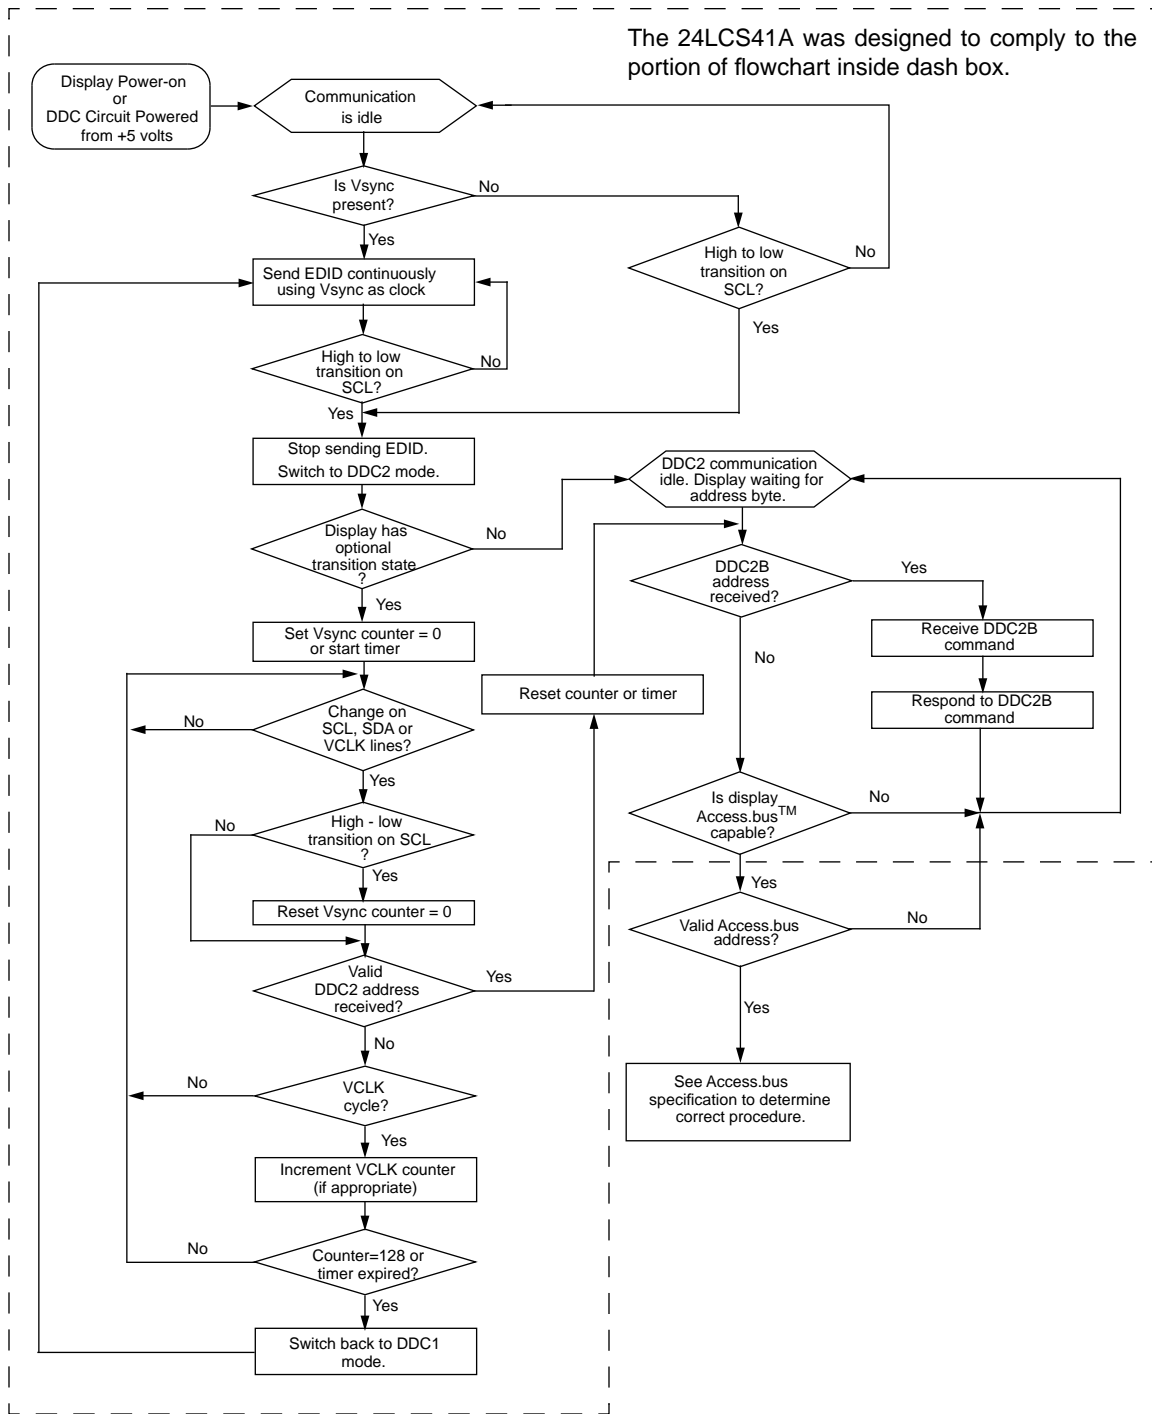 The 24LCS41A was designed to comply to the
portion of flowchart inside dash box.
Display Power-on
or
DDC Circuit Powered
from +5 volts
Communication
is idle
Is Vsync
present?
No
Yes
High to low
transition on
SCL?
No
Yes
Send EDID continuously
using Vsync as clock
High to low
transition on
SCL?
No
Yes
Stop sending EDID.
Switch to DDC2 mode.
Display has
optional
transition state
?
No
Yes
DDC2 communication
idle. Display waiting for
address byte.
DDC2B
address
received?
Yes
No
Receive DDC2B
command
Respond to DDC2B
command
Set Vsync counter = 0
or start timer
Reset counter or timer
Change on
SCL, SDA or
VCLK lines?
No
Yes
Is display
Access.bus™
capable?
No
Yes
High - low
transition on SCL
?
No
Yes
Reset Vsync counter = 0
Valid Access.bus
address?
No
Yes
Valid
DDC2 address
received?
Yes
No
See Access.bus
specification to determine
correct procedure.
VCLK
cycle?
No
Yes
Increment VCLK counter
(if appropriate)
Counter=128 or
timer expired?
No
Yes
Switch back to DDC1
mode.